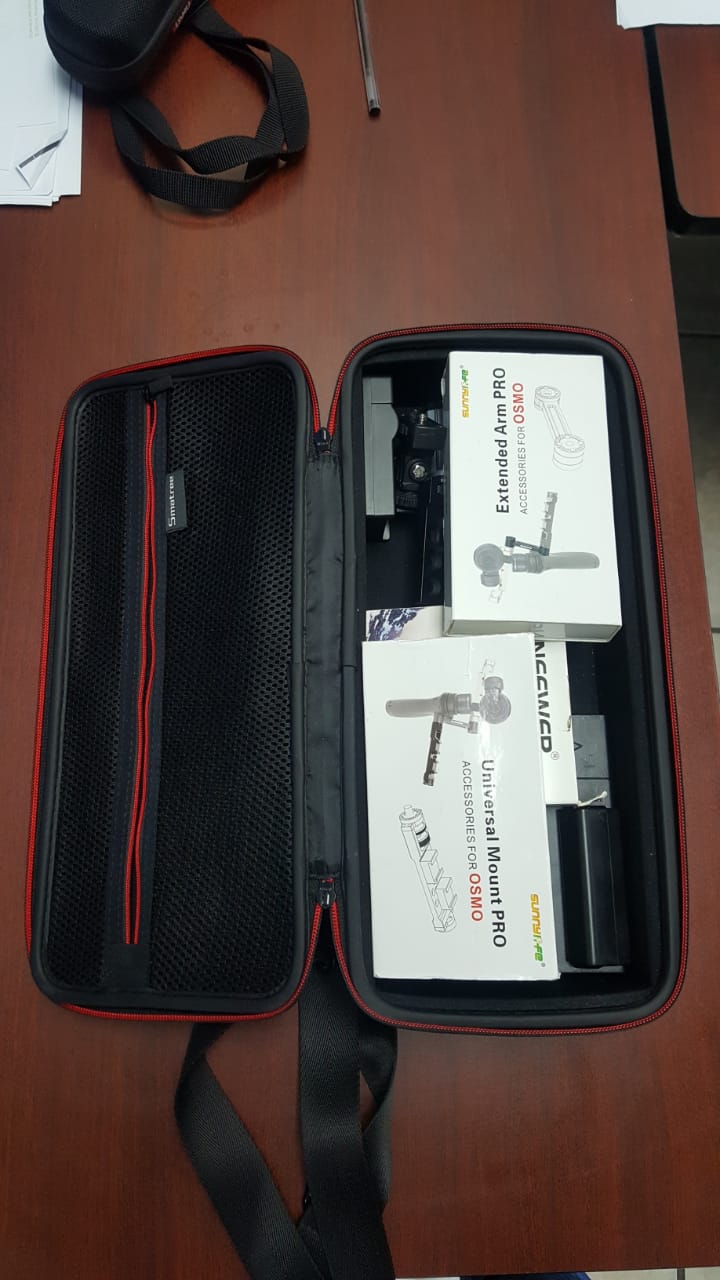 Smatree
sunnylife®
Extended Arm PRO
ACCESSORIES FOR OSMO
NEEWER®
Universal Mount PRO
ACCESSORIES FOR OSMO
sunnylife®